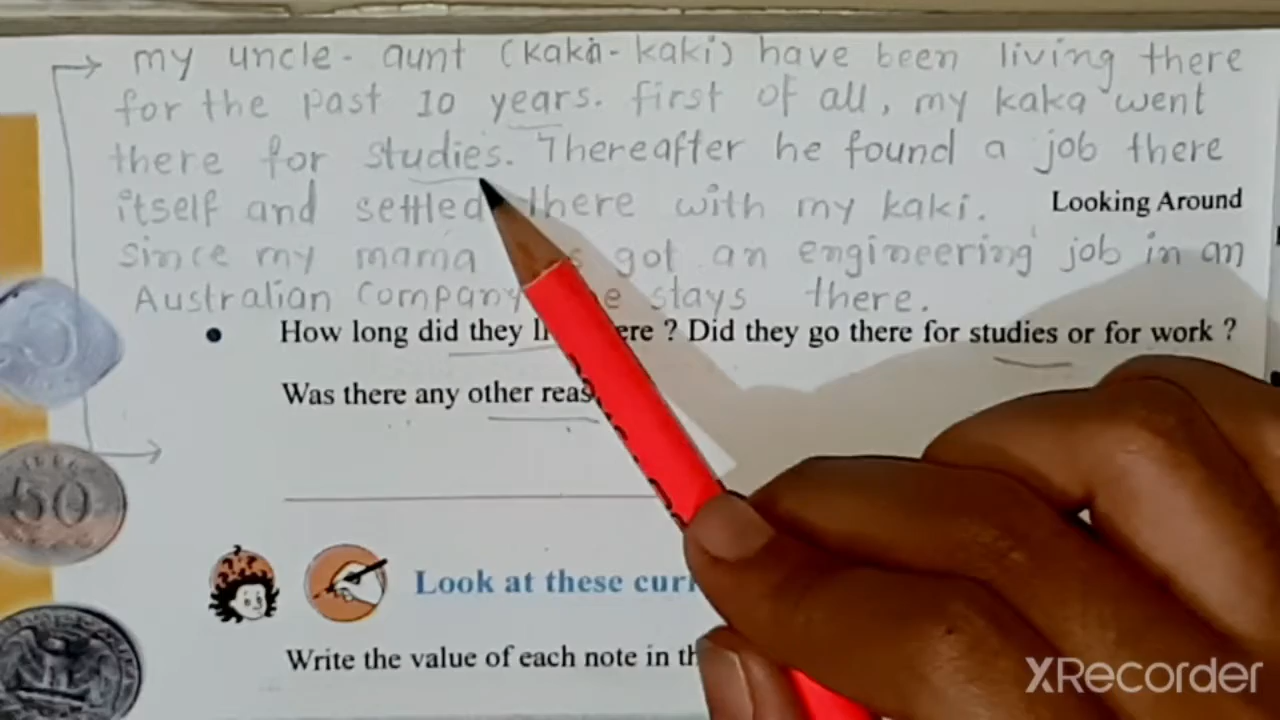 my uncle - aunt (kaka - kaki) have been living there
for the past 10 years. first of all, my kaka went
there for studies. Thereafter he found a job there
itself and settled there with my kaki.
Looking Around
since my mama got an engineering job in an
Australian company stays there.
How long did they ? Did they go there for studies or for work ?
Was there any other
50
Look at these
Write the value of each note in
XRecorder